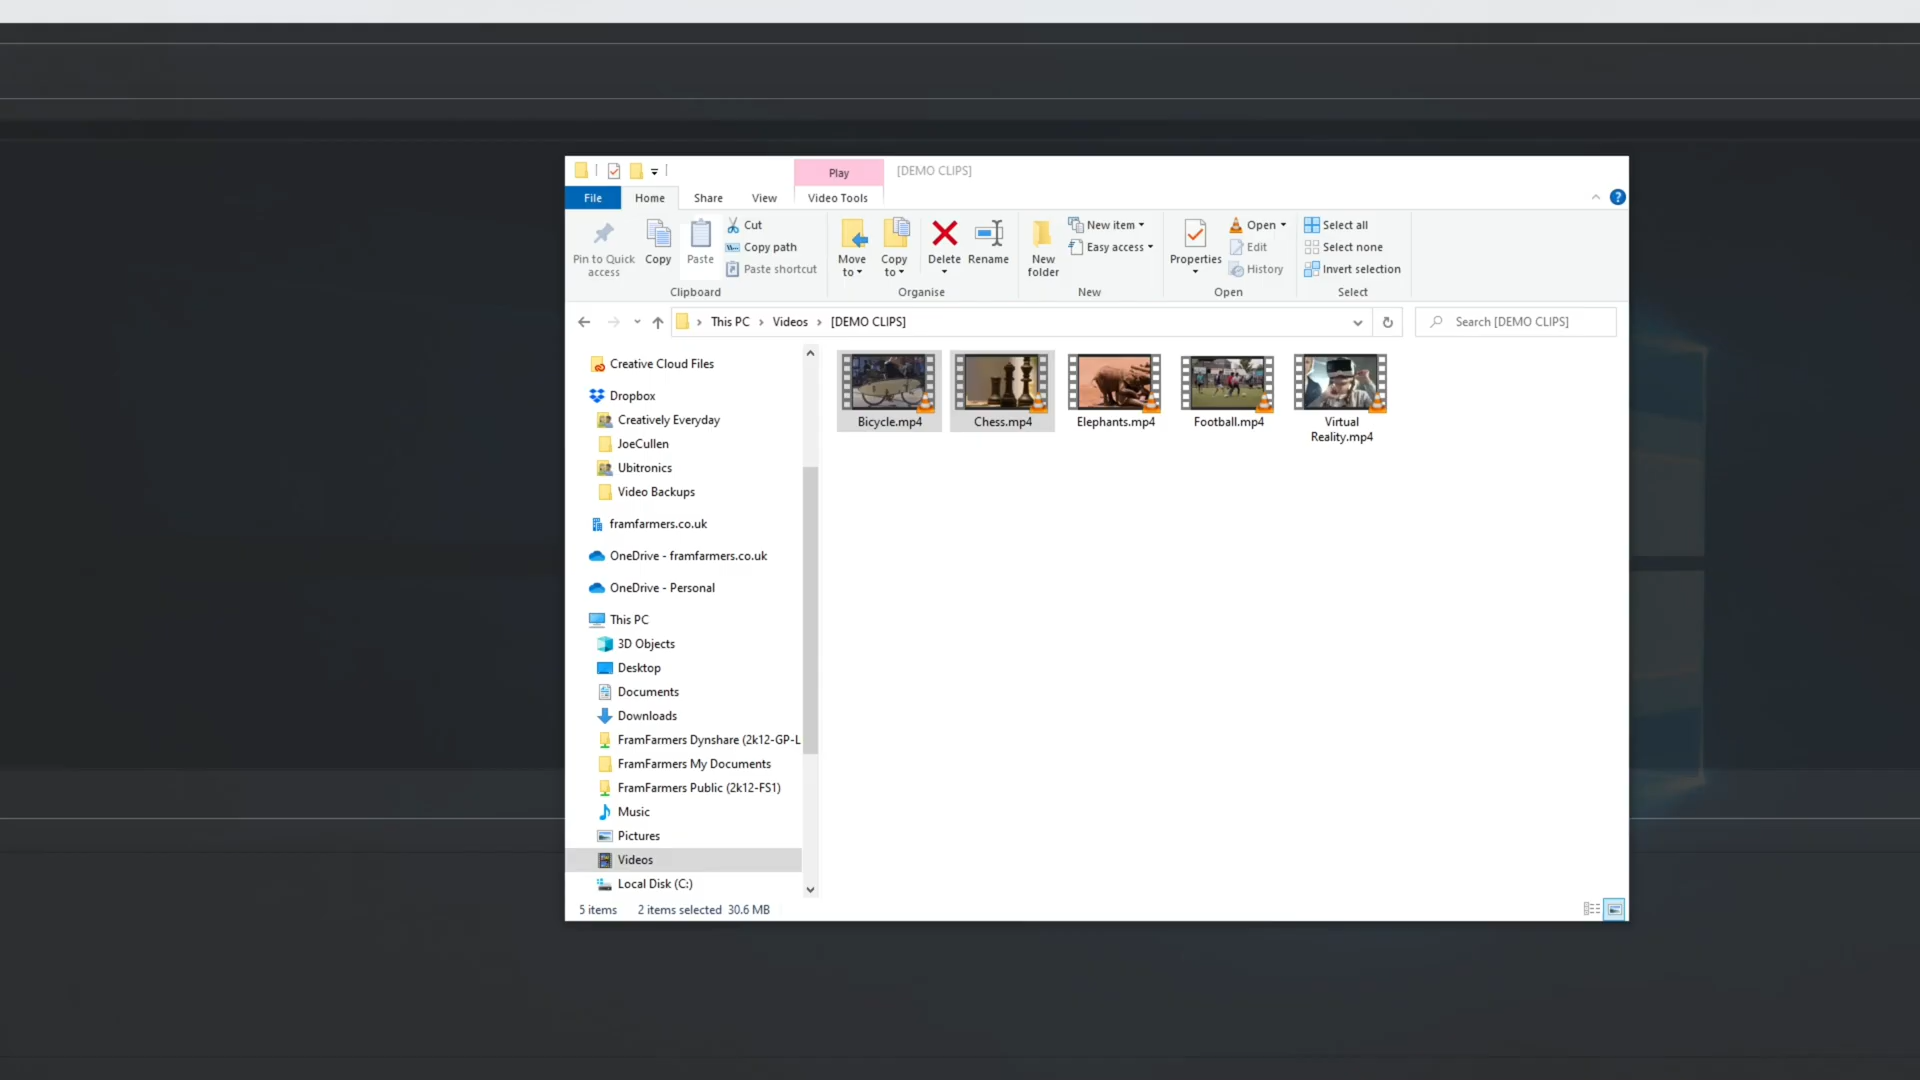 Play
[DEMO CLIPS]
File
Home
Share
View
Video Tools
Pin to Quick
access
Copy
Paste
Cut
Copy path
Paste shortcut
Clipboard
Move
to
Copy
to
Delete
Rename
Organise
New
folder
New item
Easy access
New
Properties
Open
Edit
History
Open
Select all
Select none
Invert selection
Select
This PC > Videos > [DEMO CLIPS]
Search [DEMO CLIPS]
Creative Cloud Files
Dropbox
Creatively Everyday
JoeCullen
Ubitronics
Video Backups
framfarmers.co.uk
OneDrive - framfarmers.co.uk
OneDrive - Personal
This PC
3D Objects
Desktop
Documents
Downloads
FramFarmers Dynshare (2k12-GP-L
FramFarmers My Documents
FramFarmers Public (2k12-FS1)
Music
Pictures
Videos
Local Disk (C:)
Bicycle.mp4
Chess.mp4
Elephants.mp4
Football.mp4
Virtual
Reality.mp4
5 items
2 items selected 30.6 MB